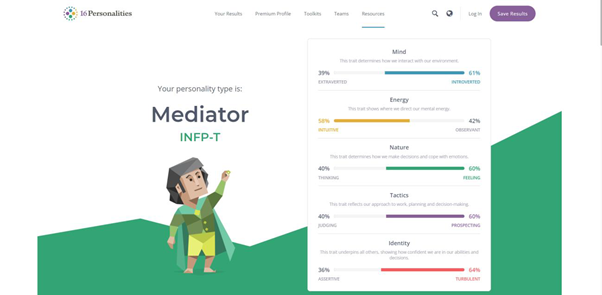 16Personalities
Your Results Premium Profile Toolkits Teams Resources Log In Save Results
Your personality type is:
Mediator
INFP-T
Mind
This trait determines how we interact with our environment.
39% 61%
EXTRAVERTED INTROVERTED
Energy
This trait shows where we direct our mental energy.
58% 42%
INTUITIVE OBSERVANT
Nature
This trait determines how we make decisions and cope with emotions.
40% 60%
THINKING FEELING
Tactics
This trait reflects our approach to work, planning and decision-making.
40% 60%
JUDGING PROSPECTING
Identity
This trait underpins all others, showing how confident we are in our abilities and
decisions.
36% 64%
ASSERTIVE TURBULENT